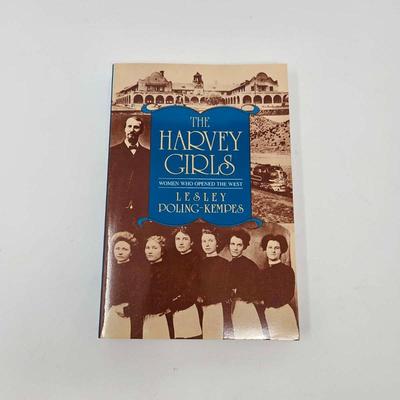 THE
HARVEY
GIRLS
WOMEN WHO OPENED THE WEST
LESLEY
POLING-KEMPES